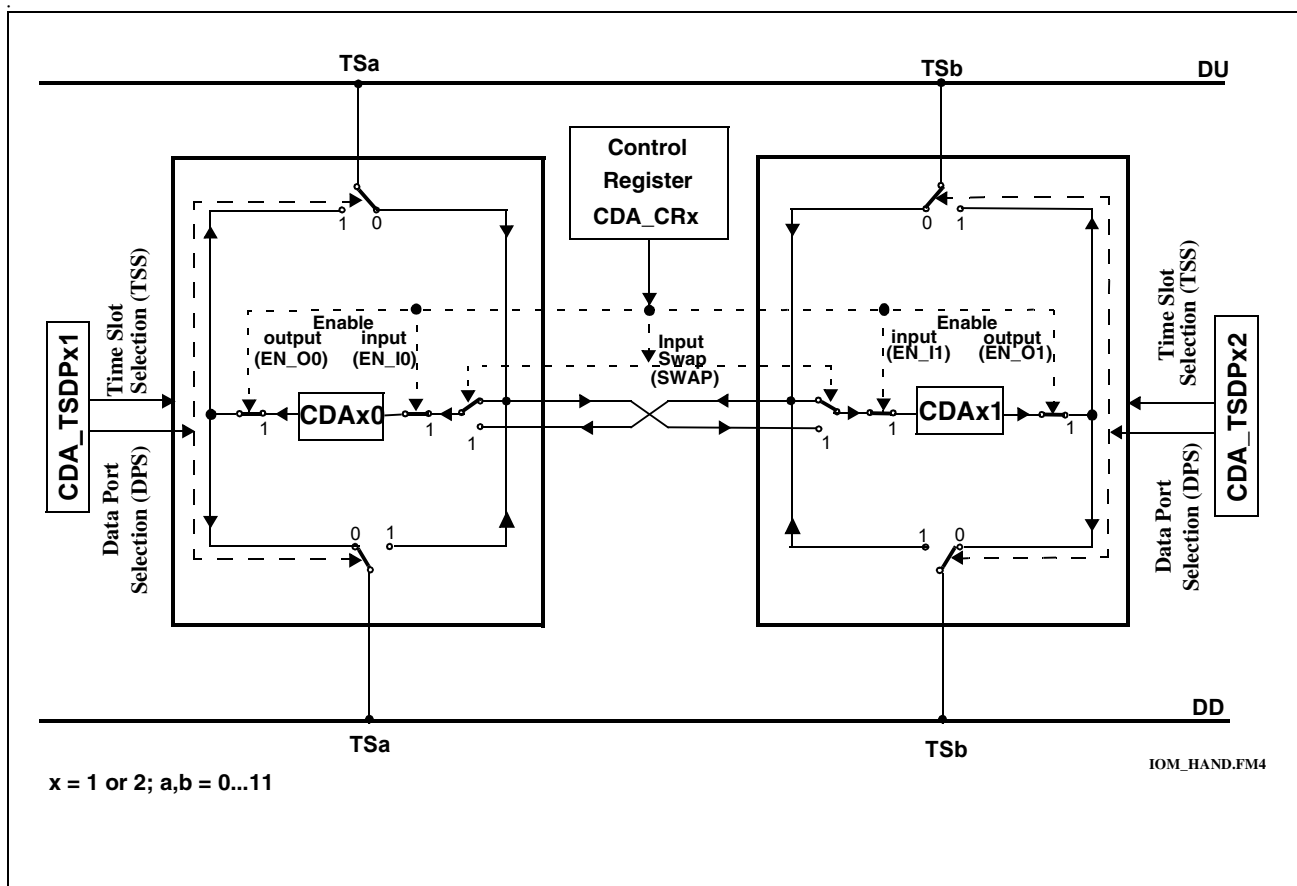 .
TSa
TSb
DU
Control
Register
CDA_CRx
1
0
0
1
Time Slot
Selection (TSS)
Time Slot
Selection (TSS)
Enable
output
(EN_O0)
input
(EN_I0)
Input
Swap
(SWAP)
Enable
input
(EN_I1)
output
(EN_O1)
CDA_TSDPx1
CDAx0
CDAx1
CDA_TSDPx2
1
1
1
1
1
1
Data Port
Selection (DPS)
Data Port
Selection (DPS)
0
1
1
0
DD
TSa
TSb
IOM_HAND.FM4
x = 1 or 2; a,b = 0...11